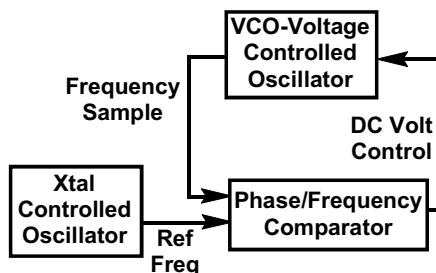 VCO-Voltage
Controlled
Oscillator
Frequency
Sample
DC Volt
Control
Xtal
Controlled
Oscillator
Phase/Frequency
Comparator
Ref
Freq